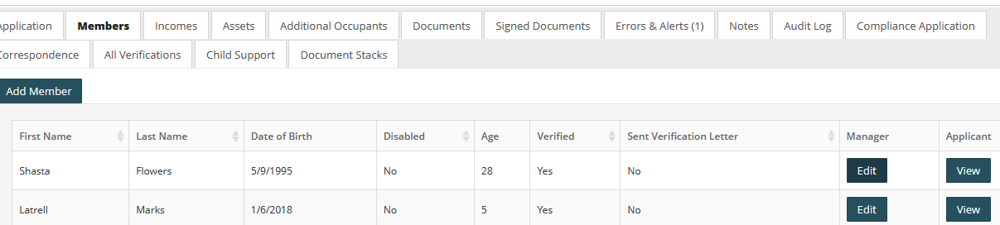 Application Members Incomes Assets Additional Occupants Documents Signed Documents Errors & Alerts (1) Notes Audit Log Compliance Application
Correspondence All Verifications Child Support Document Stacks
Add Member
First Name Last Name Date of Birth Disabled Age Verified Sent Verification Letter Manager Applicant
Shasta Flowers 5/9/1995 No 28 Yes No Edit View
Latrell Marks 1/6/2018 No 5 Yes No Edit View